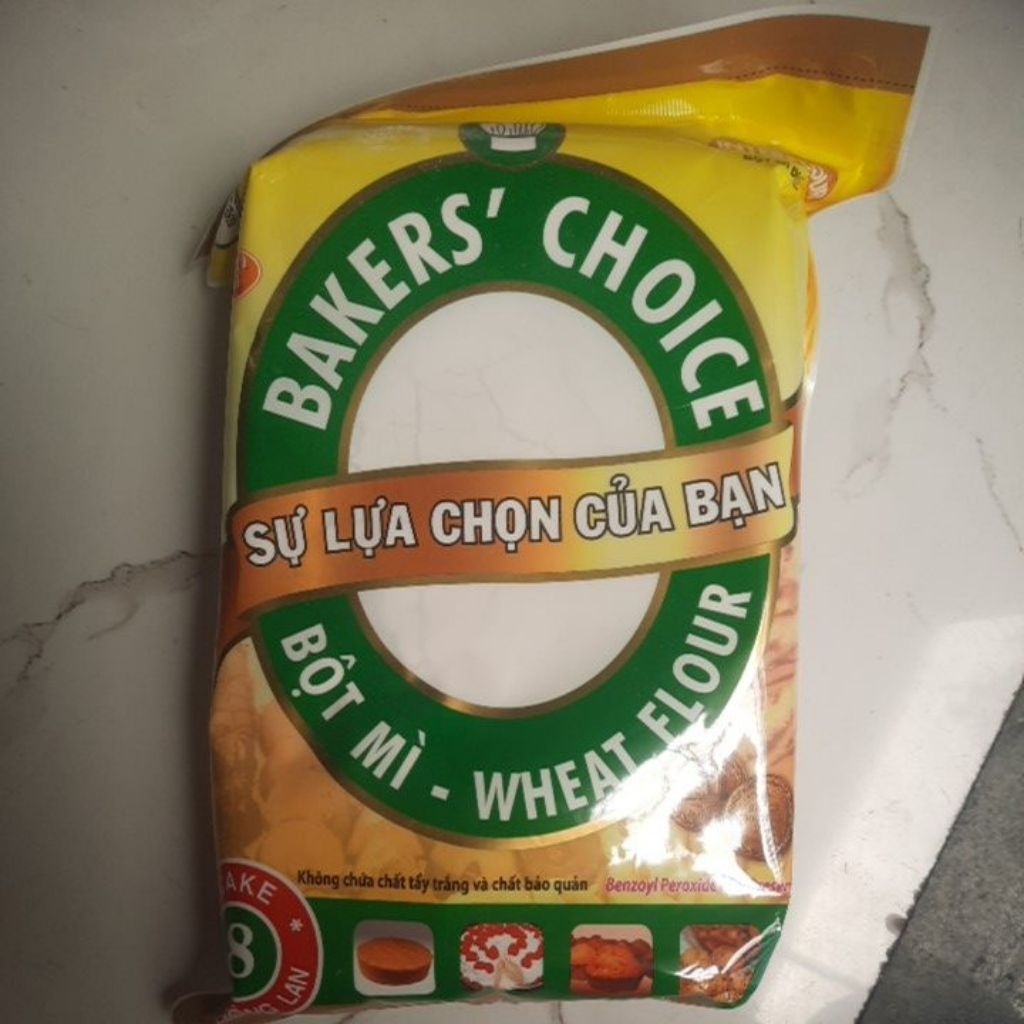 BAKERS' CHOICE
SỰ LỰA CHỌN CỦA BẠN
BỘT MÌ - WHEAT FLOUR
Không chứa chất tẩy trắng và chất bảo quản
Benzoyl Peroxide
8
LAN